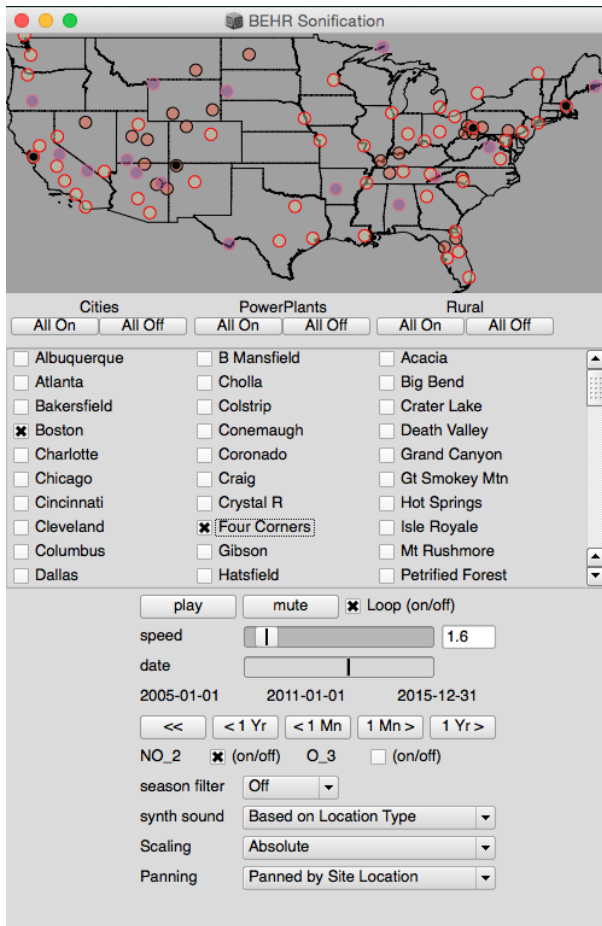 BEHR Sonification
Cities PowerPlants Rural
All On All Off All On All Off All On All Off
Albuquerque B Mansfield Acacia
Atlanta Cholla Big Bend
Bakersfield Colstrip Crater Lake
Boston Conemaugh Death Valley
Charlotte Coronado Grand Canyon
Chicago Craig Gt Smokey Mtn
Cincinnati Crystal R Hot Springs
Cleveland Four Corners Isle Royale
Columbus Gibson Mt Rushmore
Dallas Hatsfield Petrified Forest
play mute Loop (on/off)
speed 1.6
date
2005-01-01 2011-01-01 2015-12-31
<< < 1 Yr < 1 Mn 1 Mn > 1 Yr >
NO_2 (on/off) O_3 (on/off)
season filter Off
synth sound Based on Location Type
Scaling Absolute
Panning Panned by Site Location